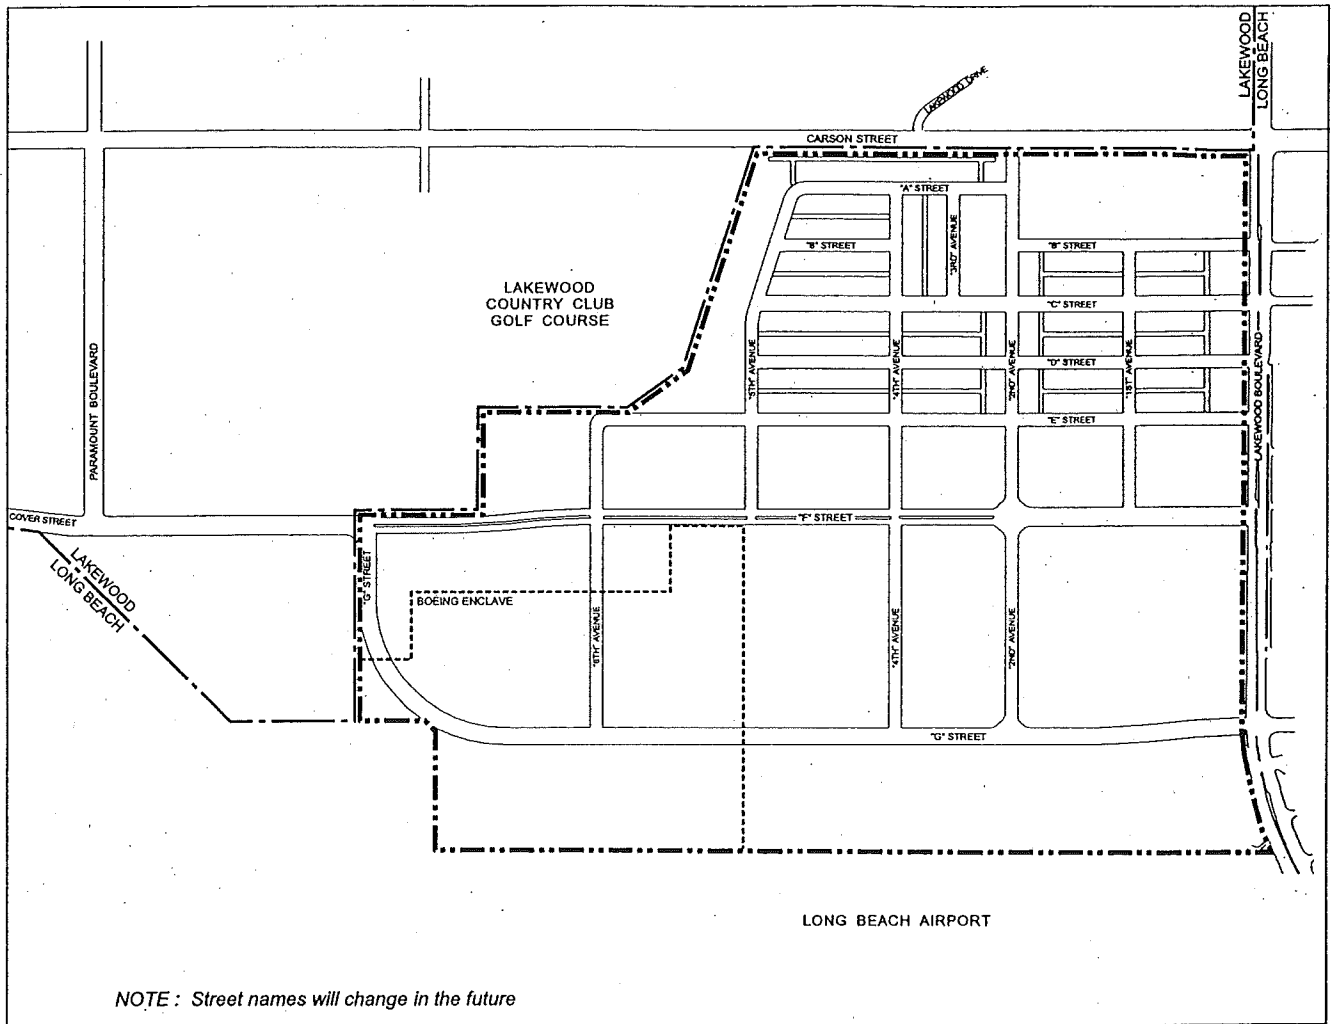 LAKEWOOD
LONG BEACH
LAKEWOOD DRIVE
CARSON STREET
"A" STREET
"3RD" AVENUE
"B" STREET
"B" STREET
LAKEWOOD
COUNTRY CLUB
GOLF COURSE
"C" STREET
PARAMOUNT BOULEVARD
"5TH" AVENUE
"4TH" AVENUE
"2ND" AVENUE
"1ST" AVENUE
LAKEWOOD BOULEVARD
"D" STREET
"E" STREET
COVER STREET
"F" STREET
LAKEWOOD
LONG BEACH
"G" STREET
BOEING ENCLAVE
"6TH" AVENUE
"4TH" AVENUE
"2ND" AVENUE
"G" STREET
LONG BEACH AIRPORT
NOTE : Street names will change in the future